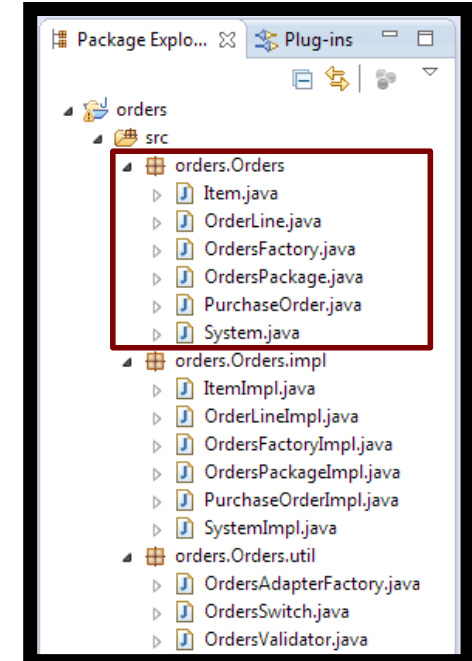 Package Explo... Plug-ins
orders
src
orders.Orders
Item.java
OrderLine.java
OrdersFactory.java
OrdersPackage.java
PurchaseOrder.java
System.java
orders.Orders.impl
ItemImpl.java
OrderLineImpl.java
OrdersFactoryImpl.java
OrdersPackageImpl.java
PurchaseOrderImpl.java
SystemImpl.java
orders.Orders.util
OrdersAdapterFactory.java
OrdersSwitch.java
OrdersValidator.java